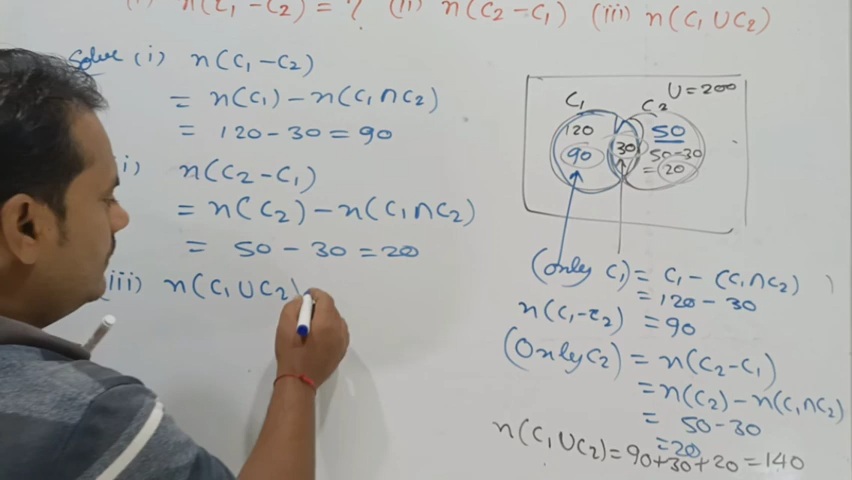 n(C₁-C₂) = ? (ii) n(C₂-C₁) (iii) n(C₁∪C₂)
Solve (i) n(C₁-C₂)
= n(C₁) - n(C₁∩C₂)
= 120-30 = 90
i) n(C₂-C₁)
= n(C₂) - n(C₁∩C₂)
= 50 - 30 = 20
(iii) n(C₁∪C₂)
U = 200
C₁ C₂
120 50
90 30 50-30
= 20
(only C₁) = C₁ - (C₁∩C₂)
= 120 - 30
n(C₁-C₂) = 90
(Only C₂) = n(C₂-C₁)
= n(C₂) - n(C₁∩C₂)
= 50-30
= 20
n(C₁∪C₂) = 90+30+20 = 140